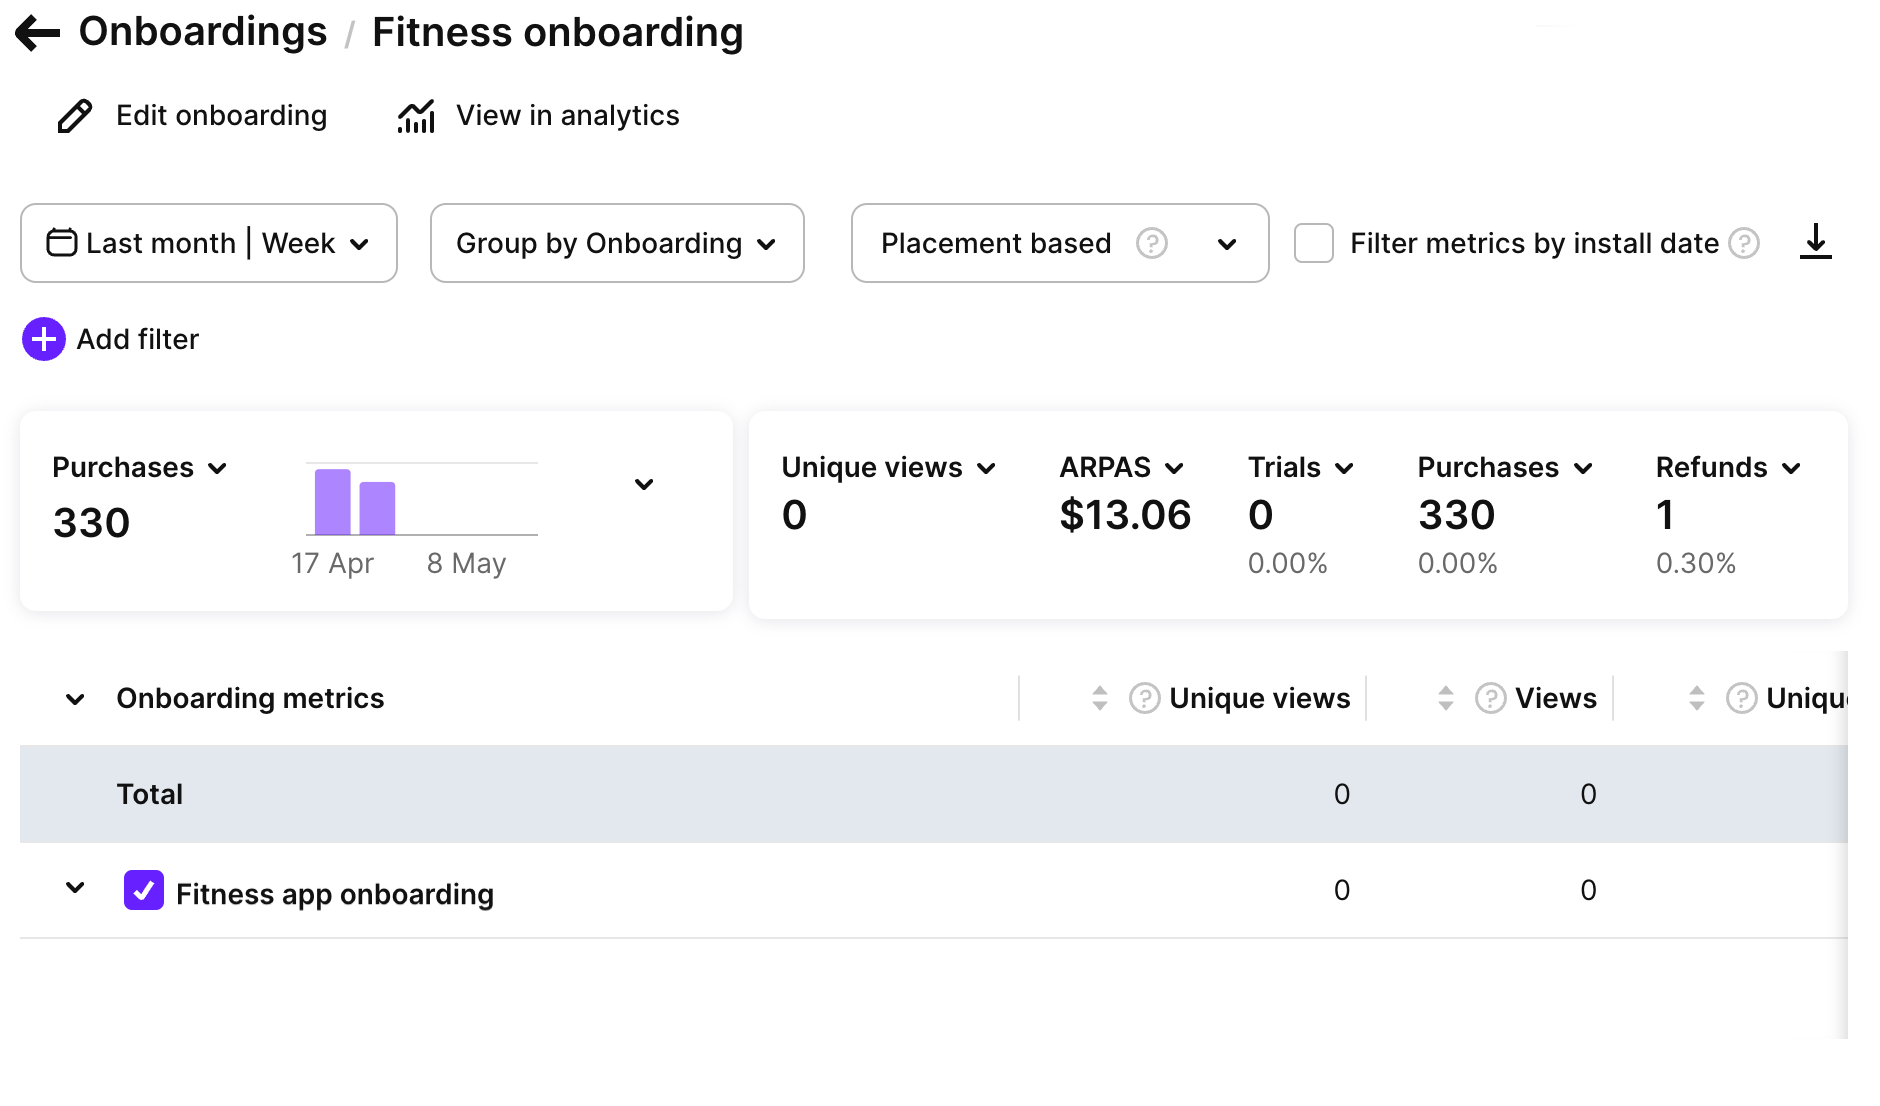 Onboardings / Fitness onboarding
Edit onboarding View in analytics
Last month | Week Group by Onboarding Placement based ? Filter metrics by install date ?
Add filter
Purchases
330
17 Apr 8 May
Unique views ARPAS Trials Purchases Refunds
0 $13.06 0 330 1
0.00% 0.00% 0.30%
Onboarding metrics ? Unique views ? Views ? Uniqu
Total 0 0
Fitness app onboarding 0 0